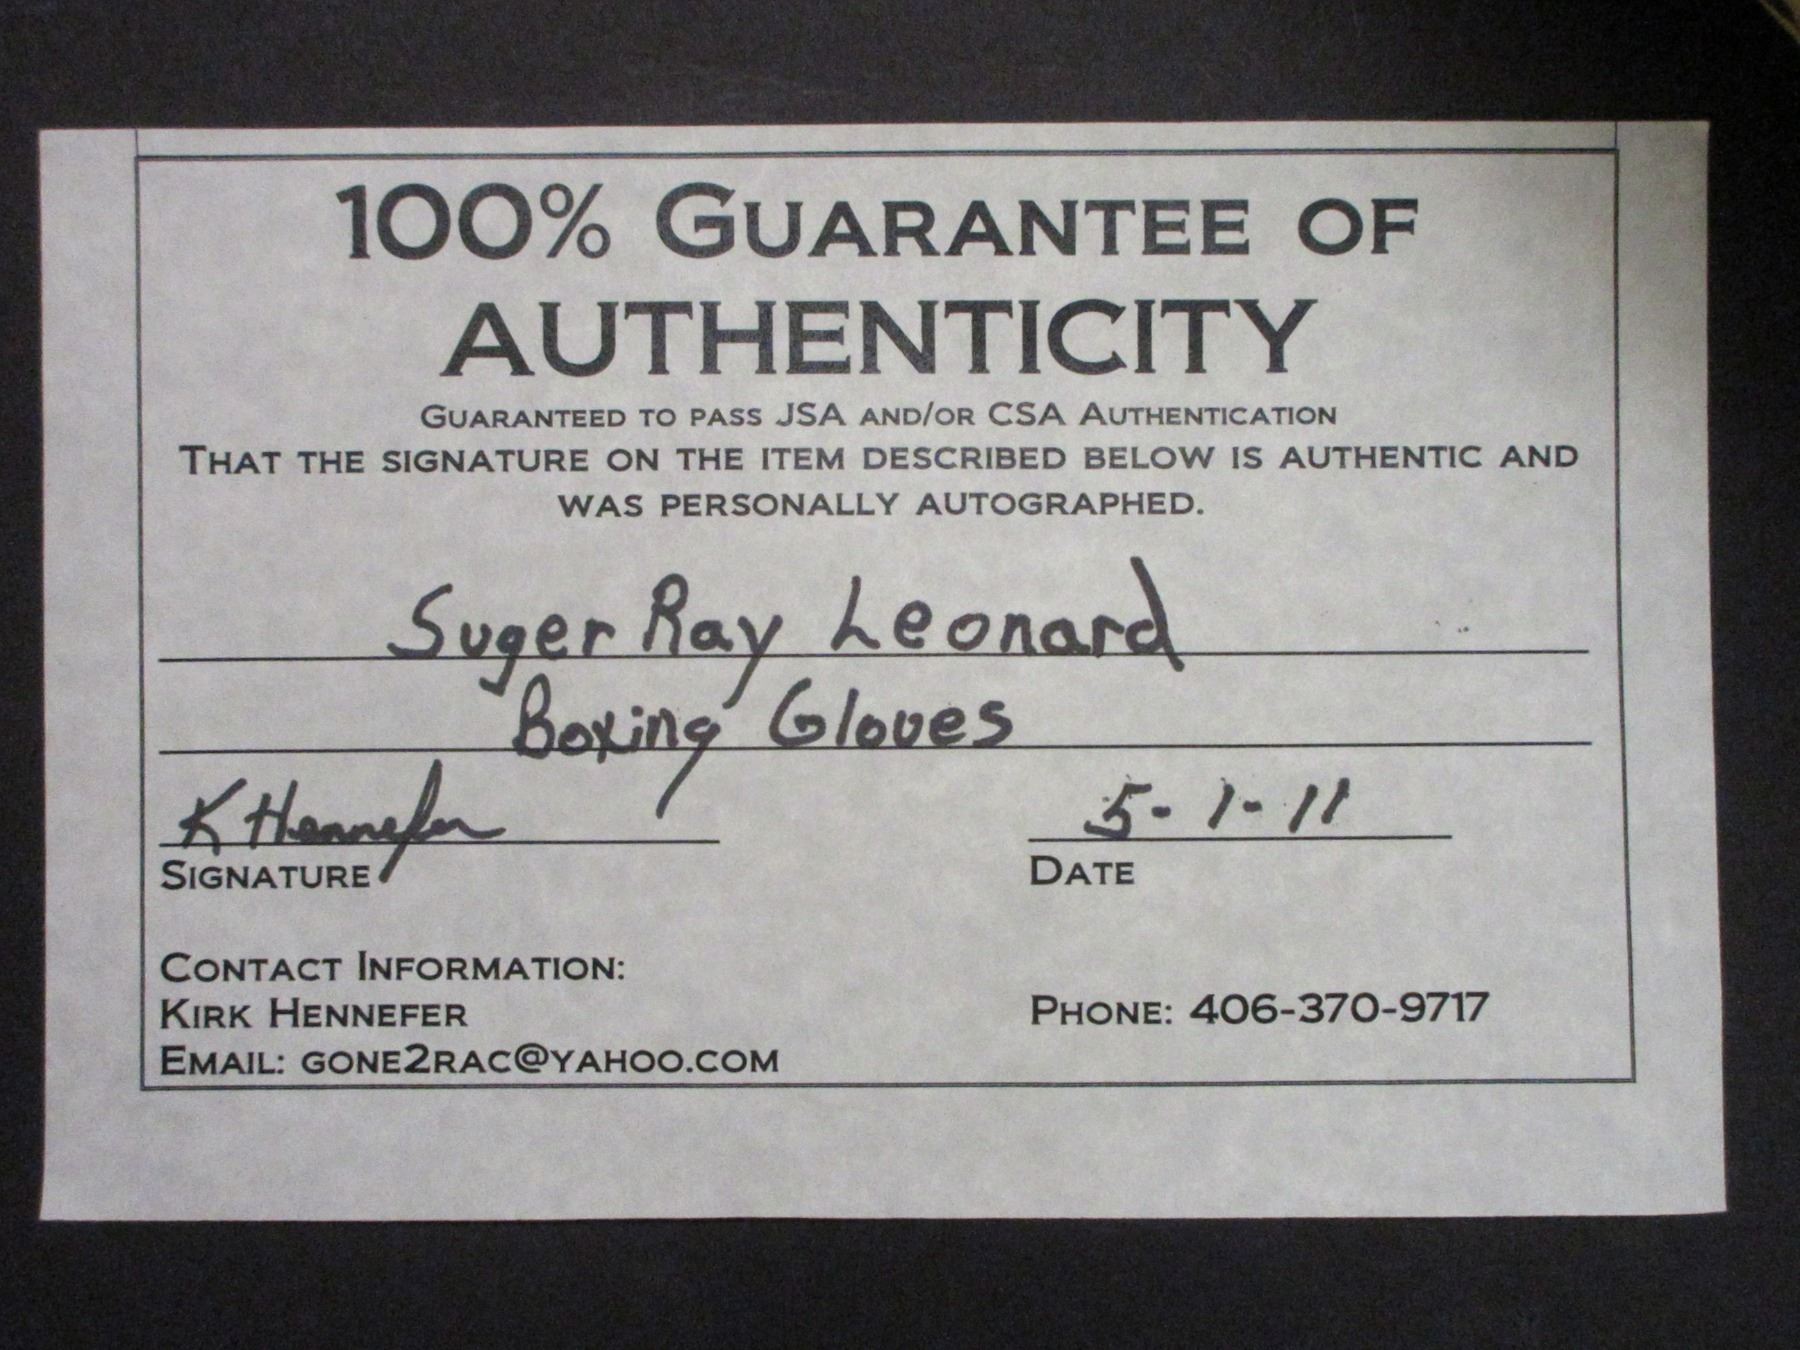 100% GUARANTEE OF
AUTHENTICITY
GUARANTEED TO PASS JSA AND/OR CSA AUTHENTICATION
THAT THE SIGNATURE ON THE ITEM DESCRIBED BELOW IS AUTHENTIC AND
WAS PERSONALLY AUTOGRAPHED.
Suger Ray Leonard
Boxing Gloves
K Hennefer
SIGNATURE
5-1-11
DATE
CONTACT INFORMATION:
KIRK HENNEFER
PHONE: 406-370-9717
EMAIL: GONE2RAC@YAHOO.COM